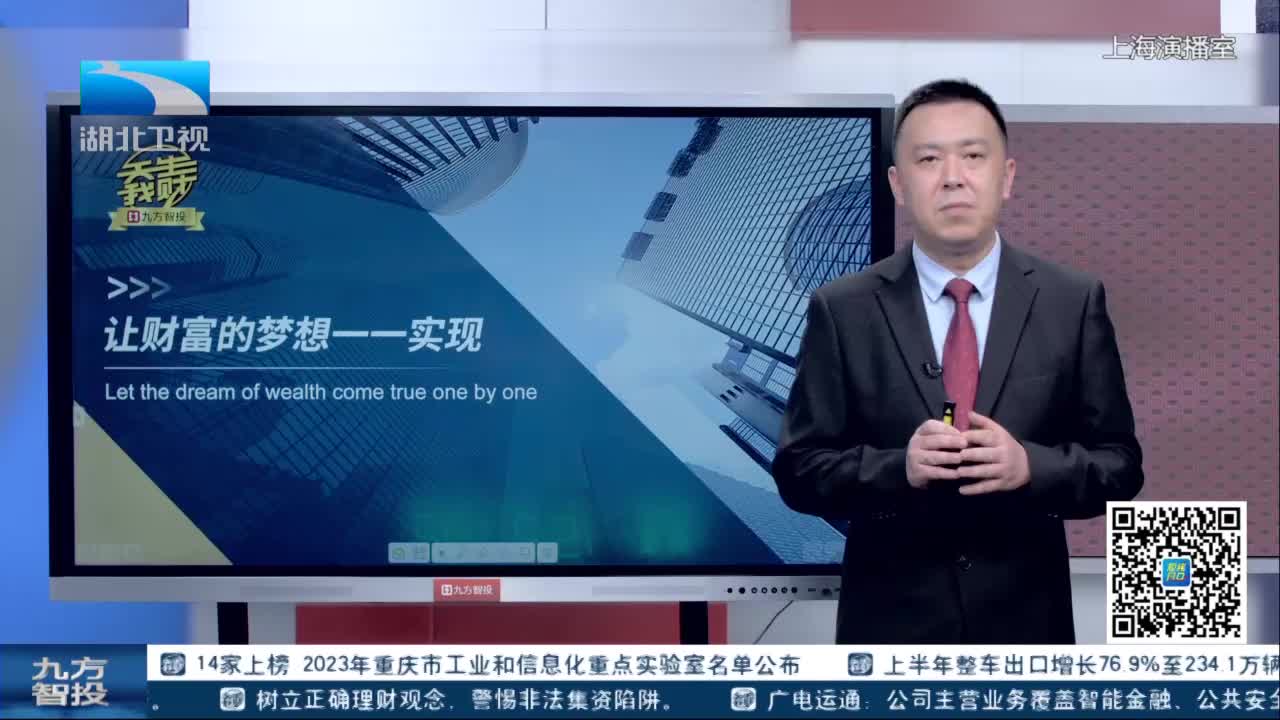 上海演播室
湖北卫视
天生我财
九方智投
>>>
让财富的梦想一一实现
Let the dream of wealth come true one by one
九方智投
九方智投
14家上榜 2023年重庆市工业和信息化重点实验室名单公布
上半年整车出口增长76.9%至234.1万辆
。
树立正确理财观念，警惕非法集资陷阱。
广电运通：公司主营业务覆盖智能金融、公共安全